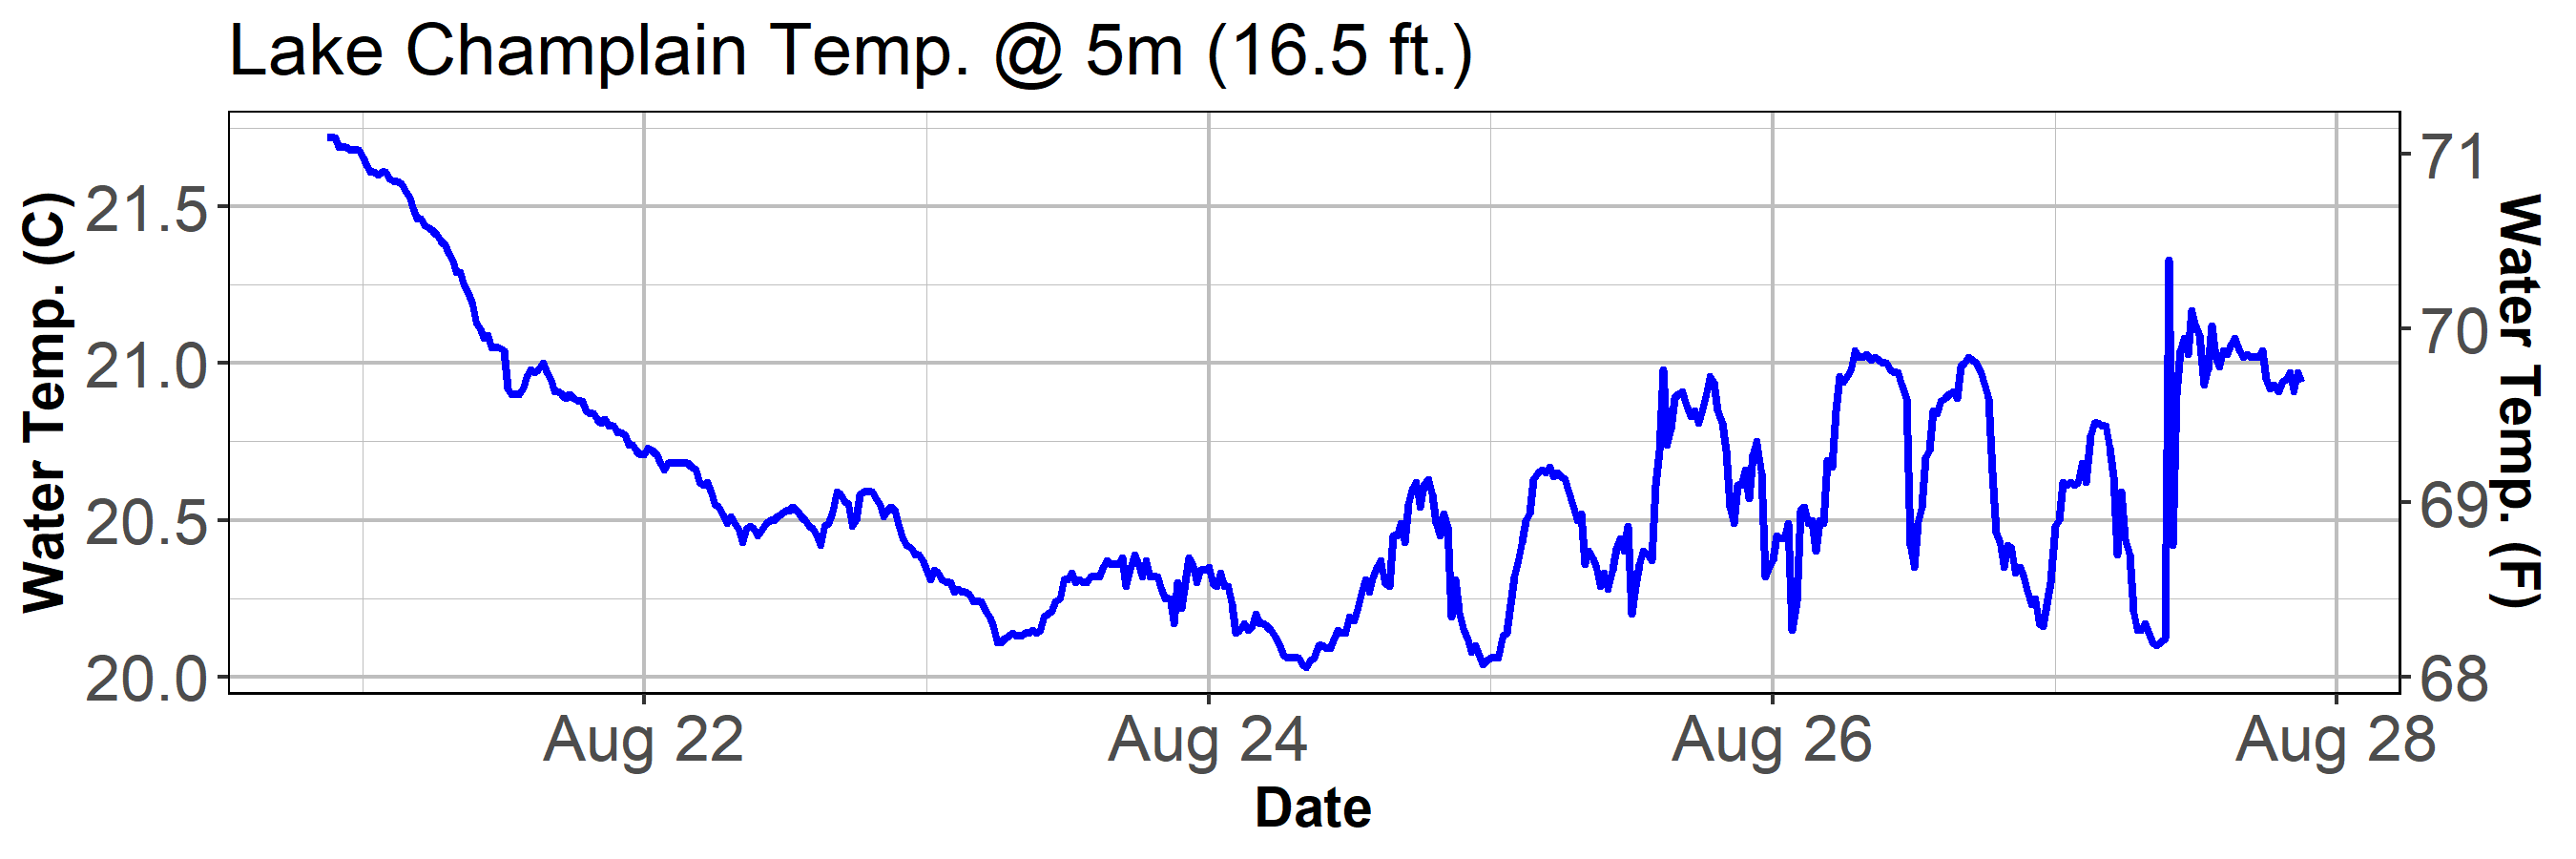 Lake Champlain Temp. @ 5m (16.5 ft.)
Water Temp. (C)
21.5
21.0
20.5
20.0
71
70
69
68
Water Temp. (F)
Aug 22
Aug 24
Aug 26
Aug 28
Date